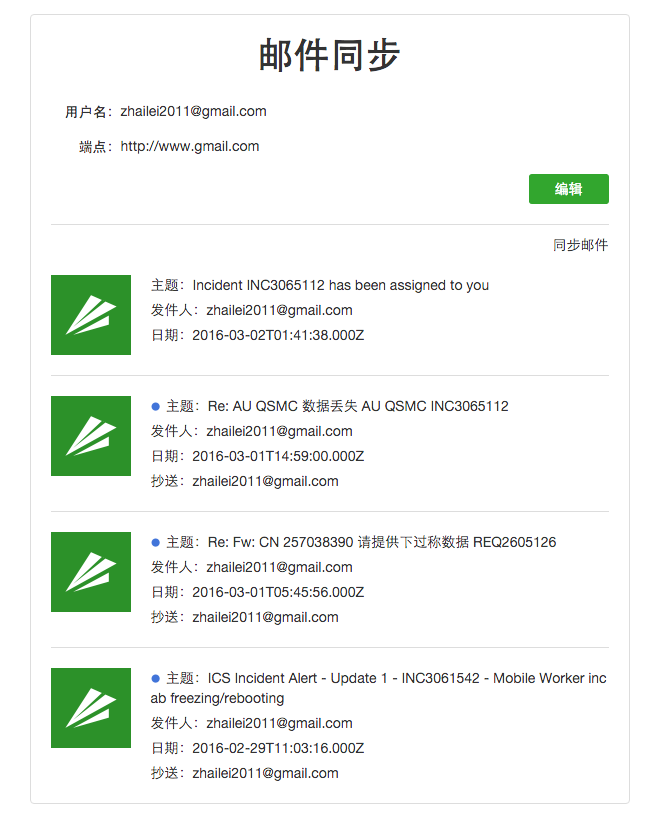 邮件同步
用户名：zhailei2011@gmail.com
端点：http://www.gmail.com
编辑
同步邮件
主题：Incident INC3065112 has been assigned to you
发件人：zhailei2011@gmail.com
日期：2016-03-02T01:41:38.000Z
主题：Re: AU QSMC 数据丢失 AU QSMC INC3065112
发件人：zhailei2011@gmail.com
日期：2016-03-01T14:59:00.000Z
抄送：zhailei2011@gmail.com
主题：Re: Fw: CN 257038390 请提供下过称数据 REQ2605126
发件人：zhailei2011@gmail.com
日期：2016-03-01T05:45:56.000Z
抄送：zhailei2011@gmail.com
主题：ICS Incident Alert - Update 1 - INC3061542 - Mobile Worker inc
ab freezing/rebooting
发件人：zhailei2011@gmail.com
日期：2016-02-29T11:03:16.000Z
抄送：zhailei2011@gmail.com